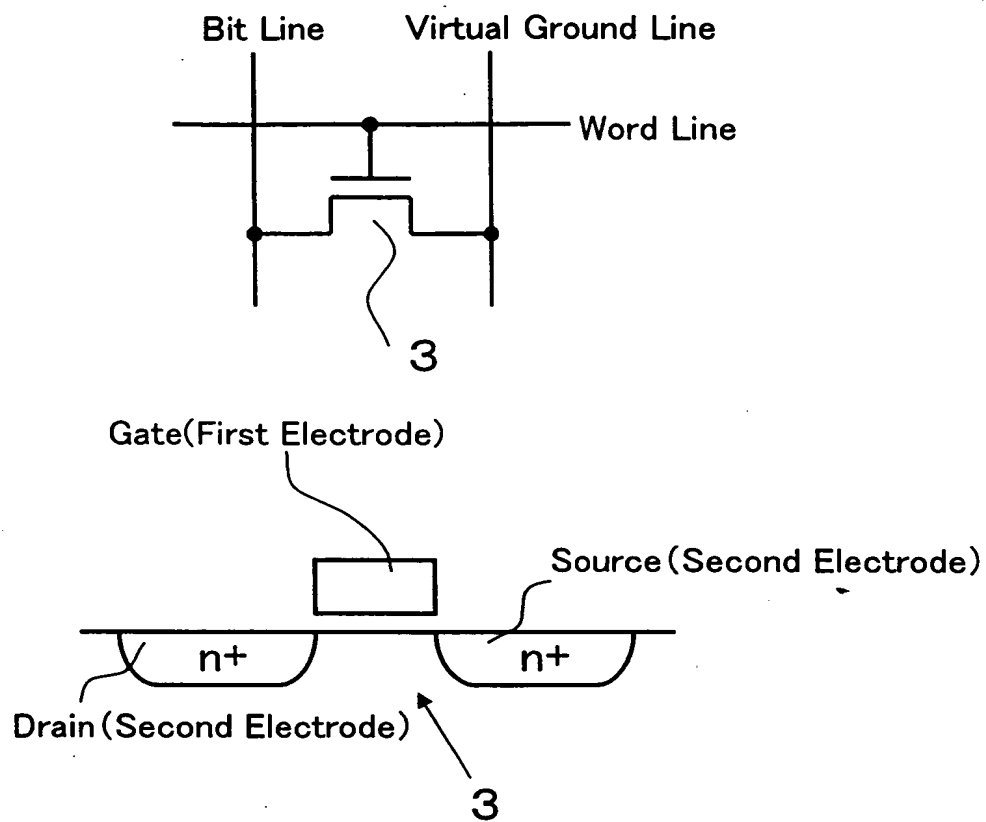 Bit Line
Virtual Ground Line
Word Line
3
Gate(First Electrode)
Source(Second Electrode)
n+
n+
Drain(Second Electrode)
3